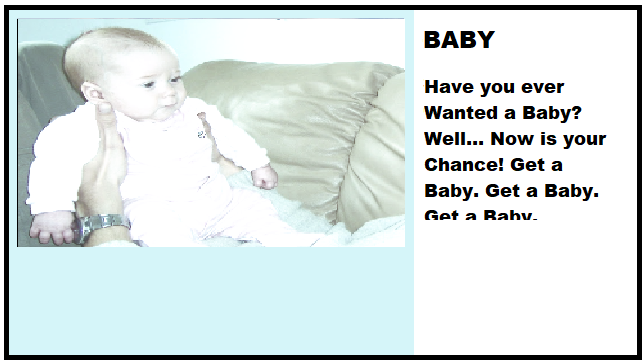 BABY
Have you ever
Wanted a Baby?
Well... Now is your
Chance! Get a
Baby. Get a Baby.
Get a Baby.